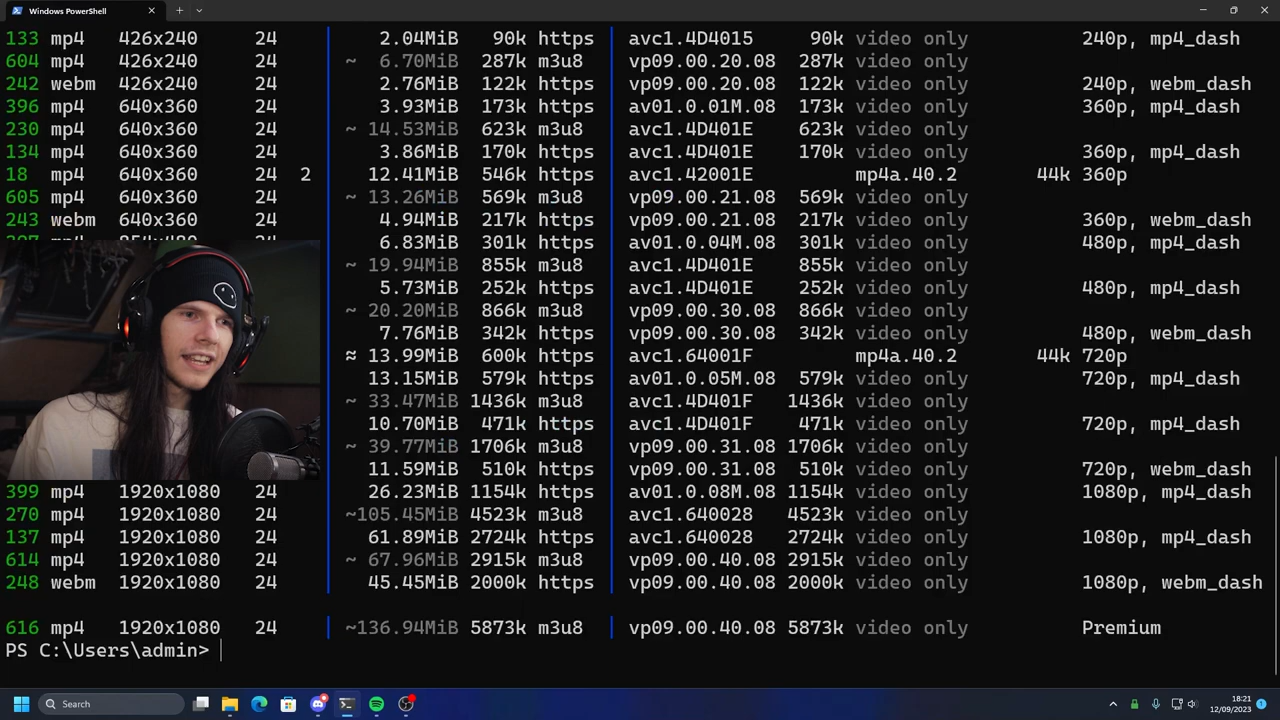 Windows PowerShell
133 mp4 426x240 24 2.04MiB 90k https avc1.4D4015 90k video only 240p, mp4_dash
604 mp4 426x240 24 ~ 6.70MiB 287k m3u8 vp09.00.20.08 287k video only
242 webm 426x240 24 2.76MiB 122k https vp09.00.20.08 122k video only 240p, webm_dash
396 mp4 640x360 24 3.93MiB 173k https av01.0.01M.08 173k video only 360p, mp4_dash
230 mp4 640x360 24 ~ 14.53MiB 623k m3u8 avc1.4D401E 623k video only
134 mp4 640x360 24 3.86MiB 170k https avc1.4D401E 170k video only 360p, mp4_dash
18 mp4 640x360 24 2 12.41MiB 546k https avc1.42001E mp4a.40.2 44k 360p
605 mp4 640x360 24 ~ 13.26MiB 569k m3u8 vp09.00.21.08 569k video only
243 webm 640x360 24 4.94MiB 217k https vp09.00.21.08 217k video only 360p, webm_dash
6.83MiB 301k https av01.0.04M.08 301k video only 480p, mp4_dash
~ 19.94MiB 855k m3u8 avc1.4D401E 855k video only
5.73MiB 252k https avc1.4D401E 252k video only 480p, mp4_dash
~ 20.20MiB 866k m3u8 vp09.00.30.08 866k video only
7.76MiB 342k https vp09.00.30.08 342k video only 480p, webm_dash
≈ 13.99MiB 600k https avc1.64001F mp4a.40.2 44k 720p
13.15MiB 579k https av01.0.05M.08 579k video only 720p, mp4_dash
~ 33.47MiB 1436k m3u8 avc1.4D401F 1436k video only
10.70MiB 471k https avc1.4D401F 471k video only 720p, mp4_dash
~ 39.77MiB 1706k m3u8 vp09.00.31.08 1706k video only
11.59MiB 510k https vp09.00.31.08 510k video only 720p, webm_dash
399 mp4 1920x1080 24 26.23MiB 1154k https av01.0.08M.08 1154k video only 1080p, mp4_dash
270 mp4 1920x1080 24 ~105.45MiB 4523k m3u8 avc1.640028 4523k video only
137 mp4 1920x1080 24 61.89MiB 2724k https avc1.640028 2724k video only 1080p, mp4_dash
614 mp4 1920x1080 24 ~ 67.96MiB 2915k m3u8 vp09.00.40.08 2915k video only
248 webm 1920x1080 24 45.45MiB 2000k https vp09.00.40.08 2000k video only 1080p, webm_dash
616 mp4 1920x1080 24 ~136.94MiB 5873k m3u8 vp09.00.40.08 5873k video only Premium
PS C:\Users\admin>
Search
18:21
12/09/2023